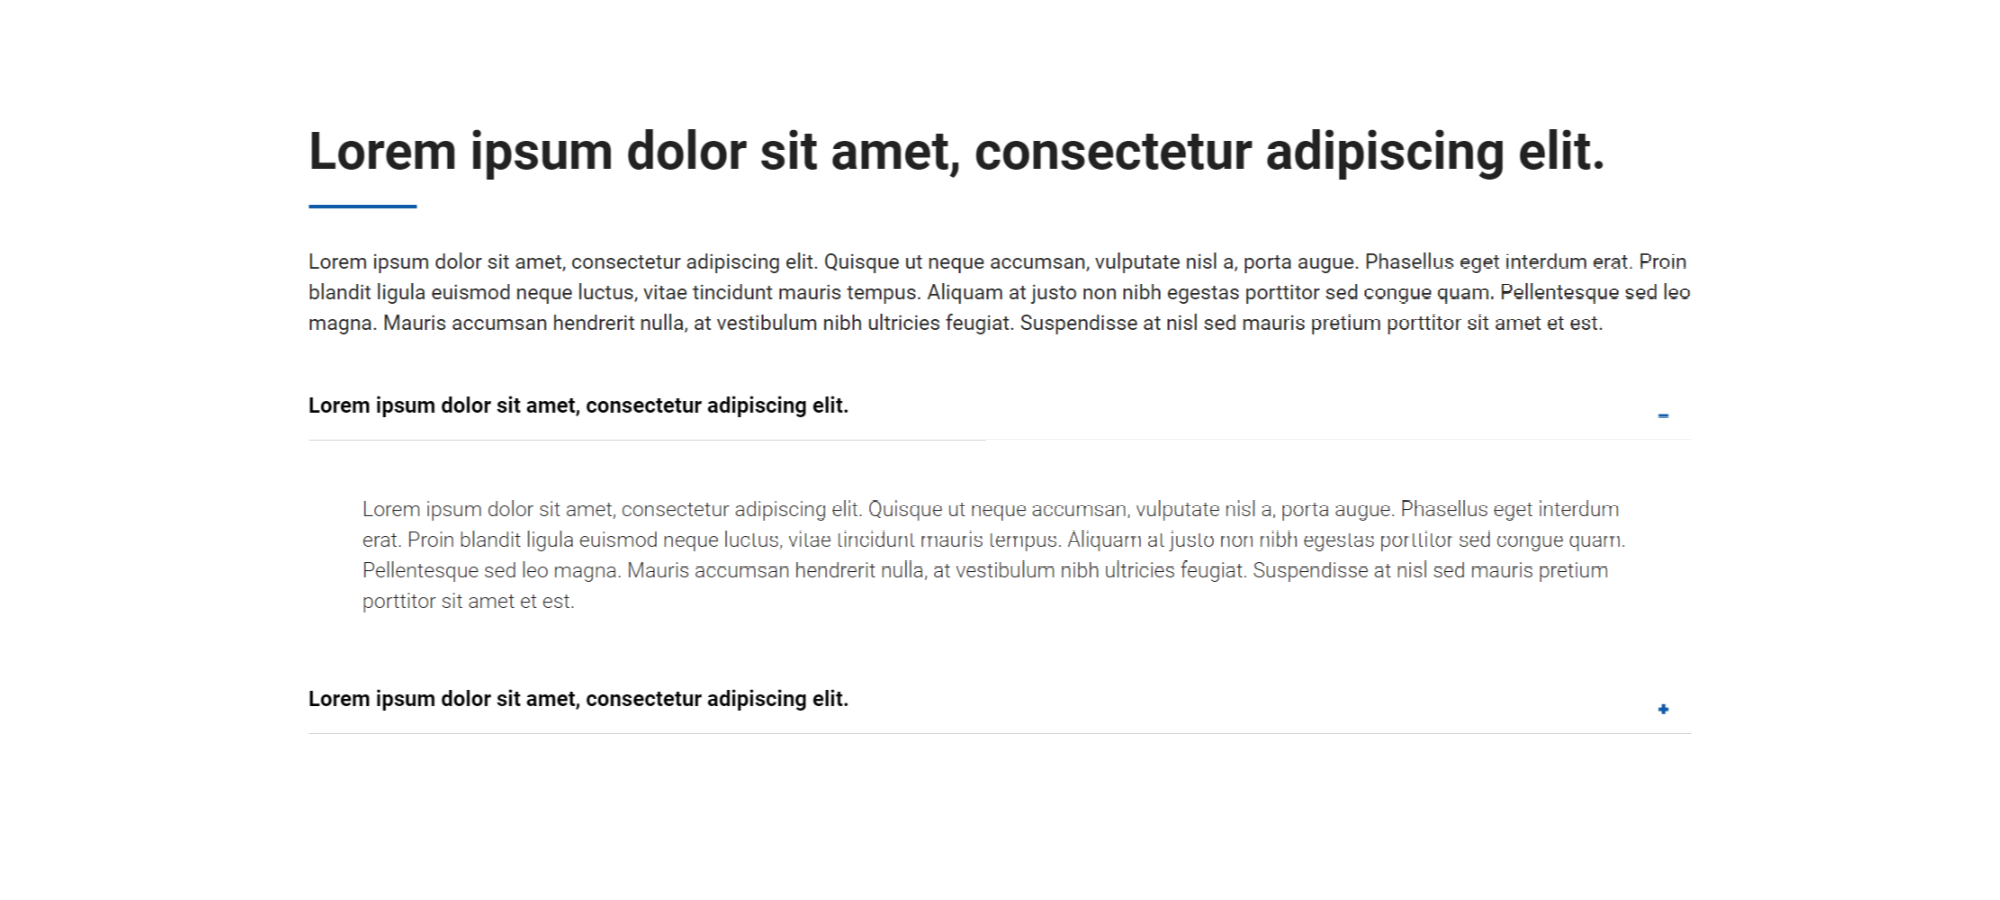 Lorem ipsum dolor sit amet, consectetur adipiscing elit.
Lorem ipsum dolor sit amet, consectetur adipiscing elit. Quisque ut neque accumsan, vulputate nisl a, porta augue. Phasellus eget interdum erat. Proin
blandit ligula euismod neque luctus, vitae tincidunt mauris tempus. Aliquam at justo non nibh egestas porttitor sed congue quam. Pellentesque sed leo
magna. Mauris accumsan hendrerit nulla, at vestibulum nibh ultricies feugiat. Suspendisse at nisl sed mauris pretium porttitor sit amet et est.
Lorem ipsum dolor sit amet, consectetur adipiscing elit.
Lorem ipsum dolor sit amet, consectetur adipiscing elit. Quisque ut neque accumsan, vulputate nisl a, porta augue. Phasellus eget interdum
erat. Proin blandit ligula euismod neque luctus, vitae tincidunt mauris tempus. Aliquam at justo non nibh egestas porttitor sed congue quam.
Pellentesque sed leo magna. Mauris accumsan hendrerit nulla, at vestibulum nibh ultricies feugiat. Suspendisse at nisl sed mauris pretium
porttitor sit amet et est.
Lorem ipsum dolor sit amet, consectetur adipiscing elit.